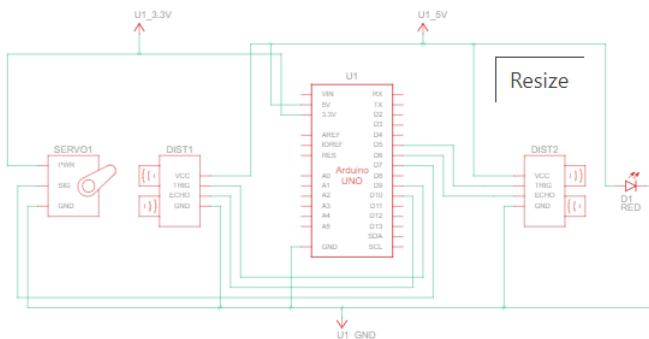 U1_3.3V
U1_5V
Resize
U1
VIN
5V
3.3V
AREF
IOREF
RES
A0
A1
A2
A3
A4
A5
GND
Arduino
UNO
RX
TX
D2
D3
D4
D5
D6
D7
D8
D9
D10
D11
D12
D13
SDA
SCL
SERVO1
PWR
SIG
GND
DIST1
VCC
TRIG
ECHO
GND
DIST2
VCC
TRIG
ECHO
GND
D1
RED
U1_GND